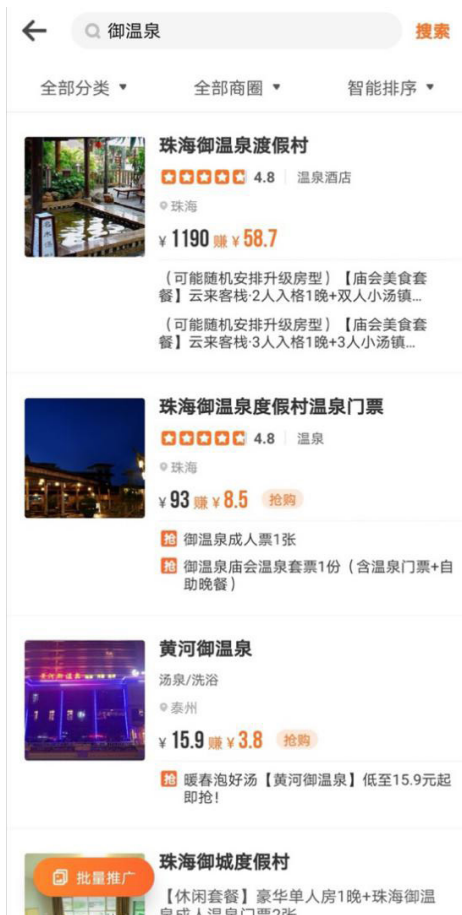 御温泉
搜索
全部分类
全部商圈
智能排序
珠海御温泉渡假村
4.8 温泉酒店
珠海
¥1190 赚¥58.7
（可能随机安排升级房型）【庙会美食套
餐】云来客栈·2人入格1晚+双人小汤镇...
（可能随机安排升级房型）【庙会美食套
餐】云来客栈·3人入格1晚+3人小汤镇...
珠海御温泉度假村温泉门票
4.8 温泉
珠海
¥93 赚¥8.5 抢购
抢 御温泉成人票1张
抢 御温泉庙会温泉套票1份（含温泉门票+自
助晚餐）
黄河御温泉
汤泉/洗浴
泰州
¥15.9 赚¥3.8 抢购
抢 暖春泡好汤【黄河御温泉】低至15.9元起
即抢！
珠海御城度假村
批量推广
【休闲套餐】豪华单人房1晚+珠海御温
泉成人温泉门票2张